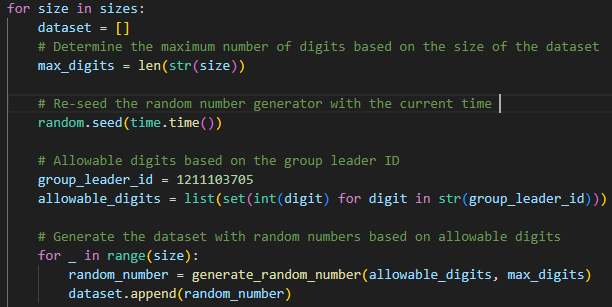 for size in sizes:
    dataset = []
    # Determine the maximum number of digits based on the size of the dataset
    max_digits = len(str(size))

    # Re-seed the random number generator with the current time
    random.seed(time.time())

    # Allowable digits based on the group leader ID
    group_leader_id = 1211103705
    allowable_digits = list(set(int(digit) for digit in str(group_leader_id)))

    # Generate the dataset with random numbers based on allowable digits
    for _ in range(size):
        random_number = generate_random_number(allowable_digits, max_digits)
        dataset.append(random_number)